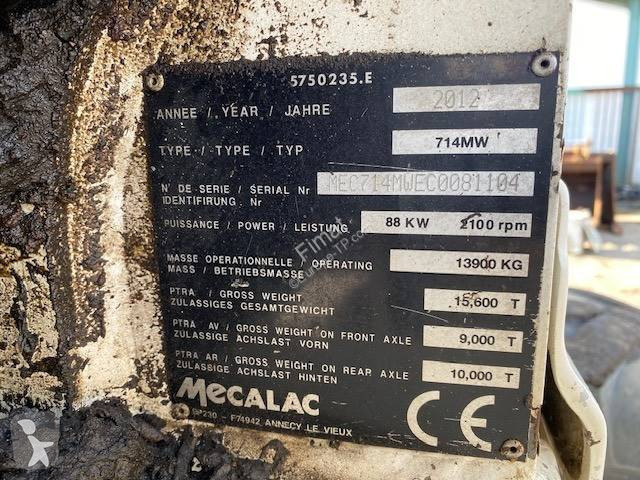 5750235.E
ANNEE / YEAR / JAHRE 2012
TYPE / TYPE / TYP 714MW
N' DE SERIE / SERIAL Nr MEC714MWEC0081104
IDENTIFIRUNG. Nr
PUISSANCE / POWER / LEISTUNG 88 KW 2100 rpm
MASSE OPERATIONNELLE / OPERATING 13900 KG
MASS / BETRIEBSMASSE
PTRA / GROSS WEIGHT 15,600 T
ZULASSIGES GESAMTGEWICHT
PTRA AV / GROSS WEIGHT ON FRONT AXLE 9,000 T
ZULASSIGE ACHSLAST VORN
PTRA AR / GROSS WEIGHT ON REAR AXLE 10,000 T
ZULASSIGE ACHSLAST HINTEN
MECALAC CE
BP230 - F74942 ANNECY LE VIEUX
Fimat